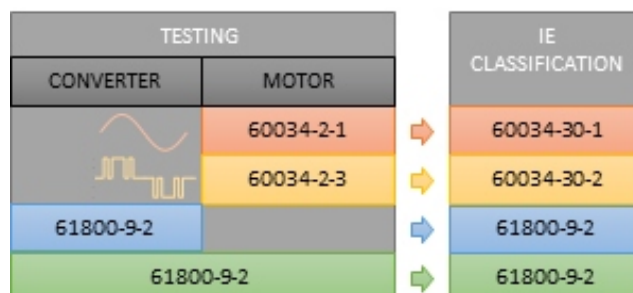 TESTING
IE
CLASSIFICATION
CONVERTER
MOTOR
60034-2-1
60034-30-1
60034-2-3
60034-30-2
61800-9-2
61800-9-2
61800-9-2
61800-9-2